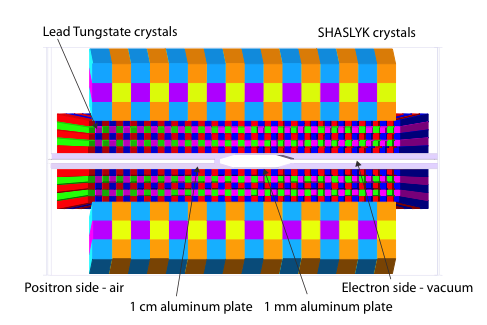 Lead Tungstate crystals
SHASLYK crystals
Positron side - air
Electron side - vacuum
1 cm aluminum plate
1 mm aluminum plate